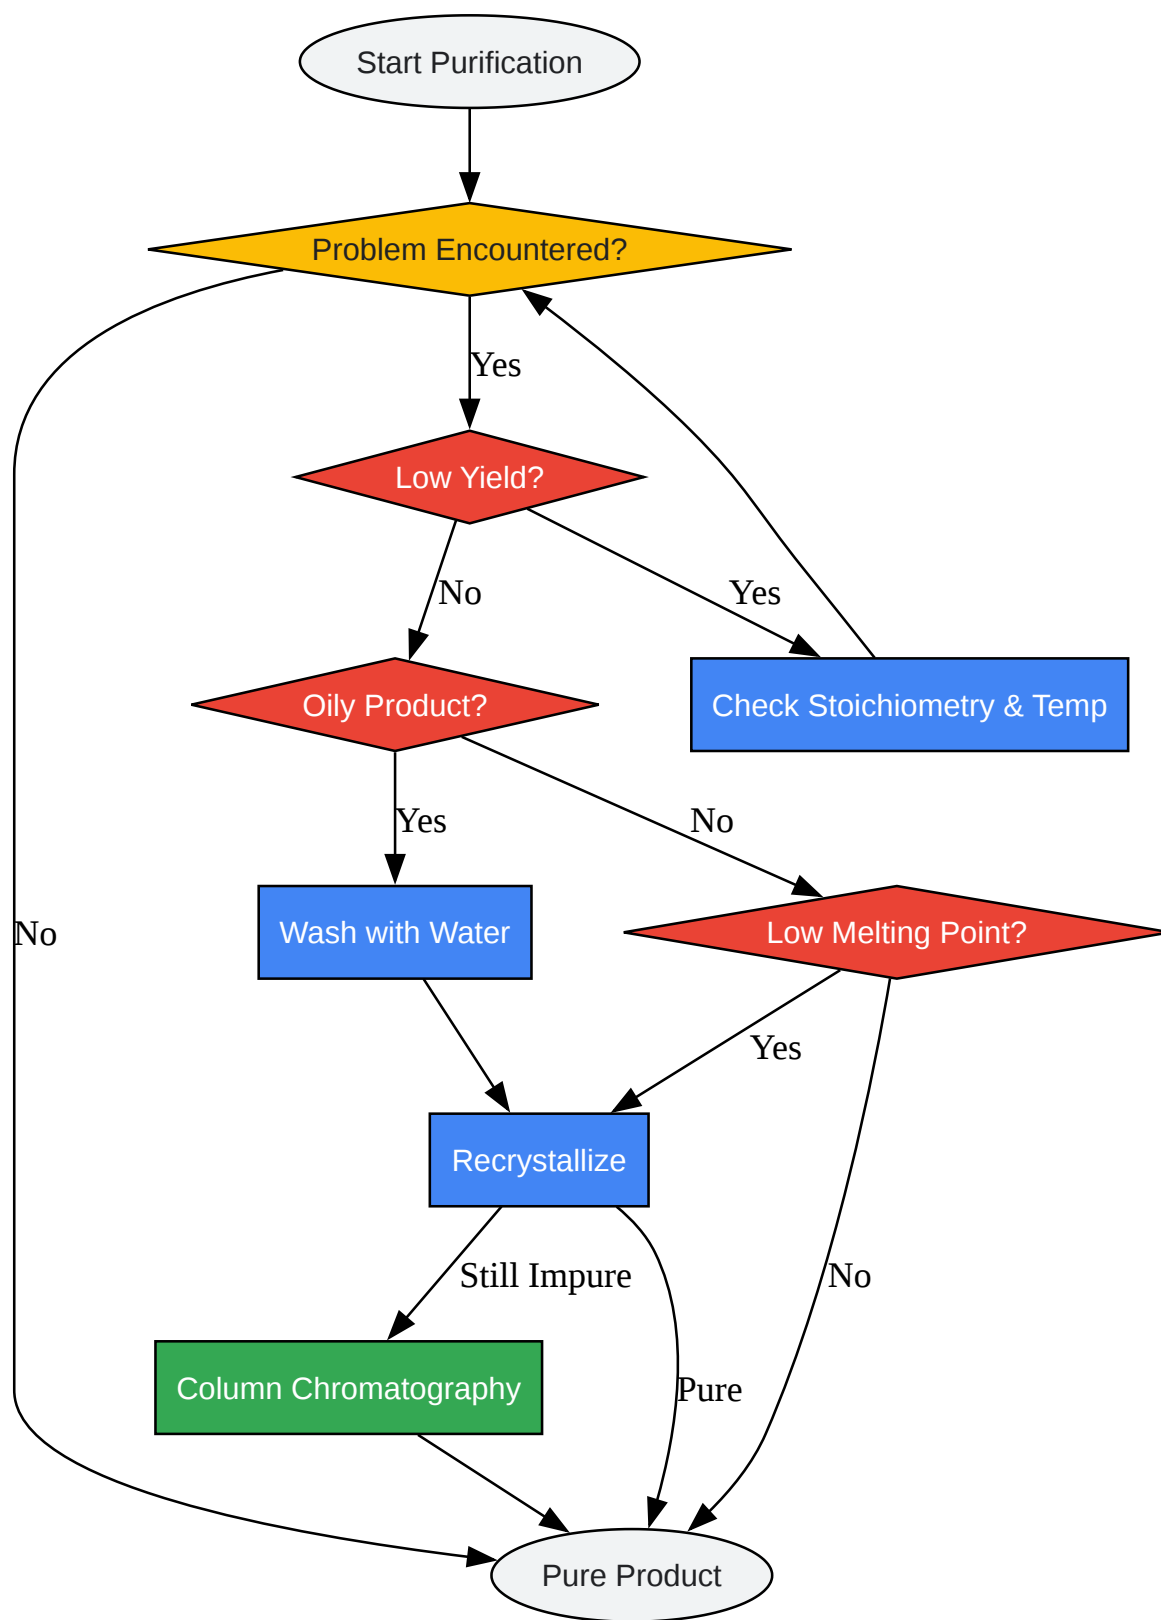 Start Purification
Problem Encountered?
Yes
Low Yield?
No
Yes
Oily Product?
Check Stoichiometry & Temp
Yes
No
No
Wash with Water
Low Melting Point?
Yes
Recrystallize
Still Impure
No
Column Chromatography
Pure
Pure Product